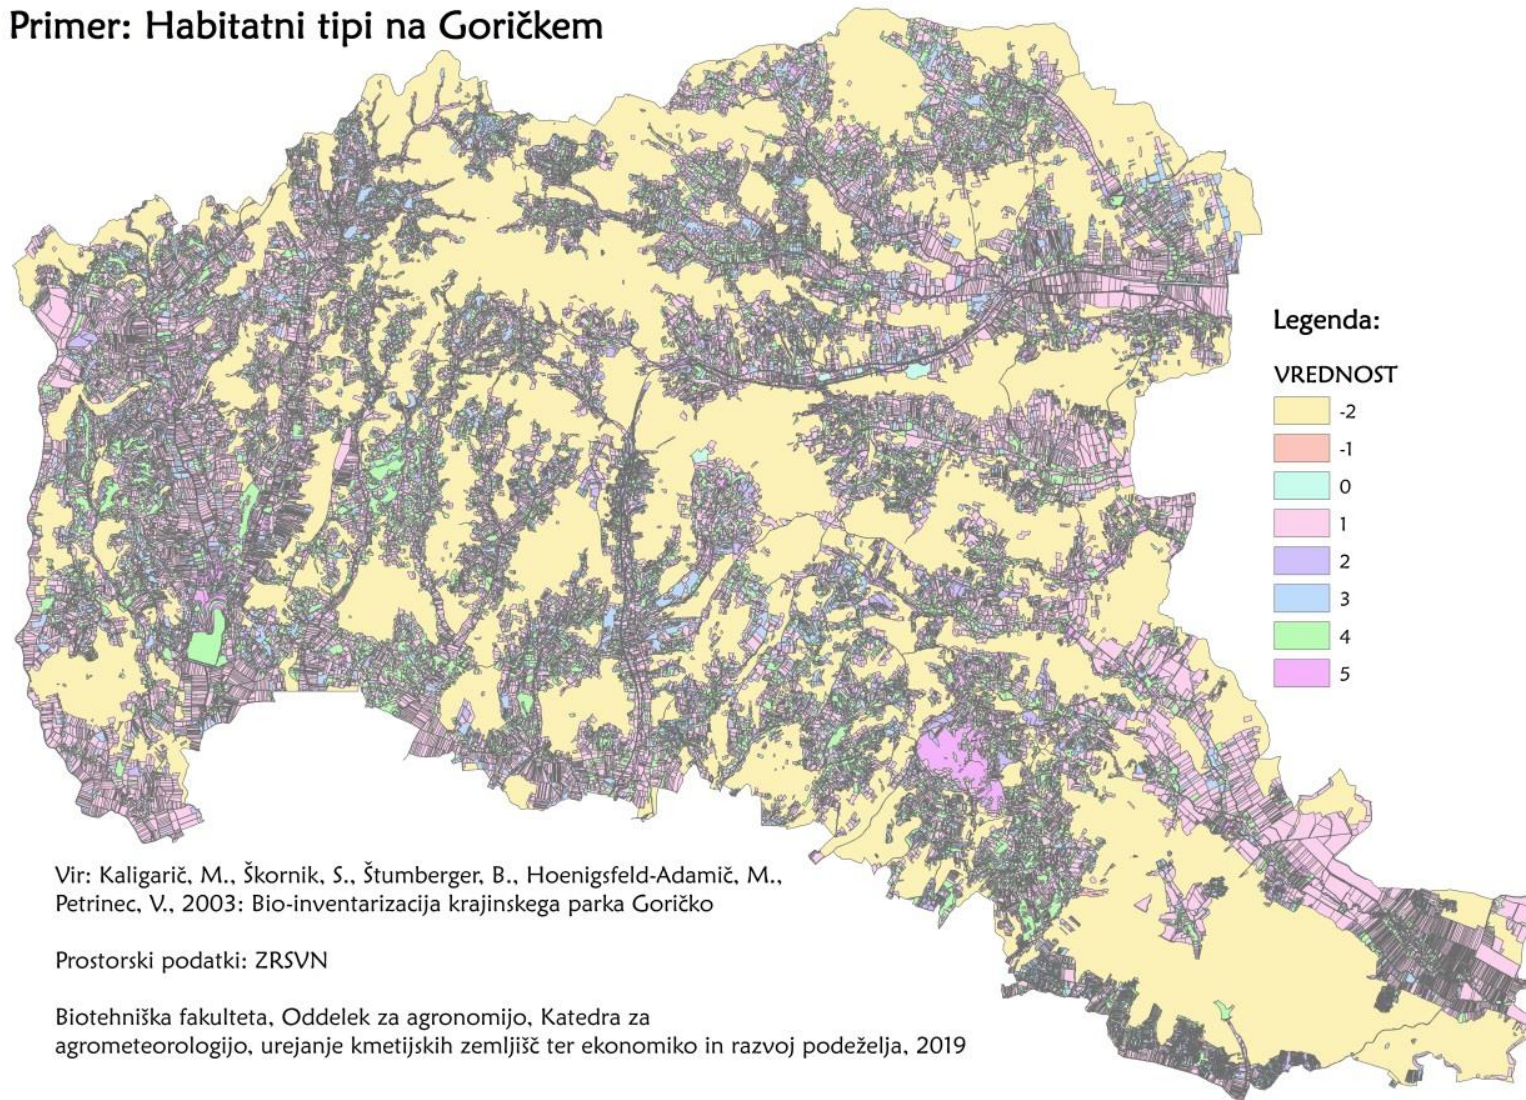 Primer: Habitatni tipi na Goričkem
Legenda:
VREDNOST
-2
-1
0
1
2
3
4
5
Vir: Kaligarič, M., Škornik, S., Štumberger, B., Hoenigsfeld-Adamič, M.,
Petrinec, V., 2003: Bio-inventarizacija krajinskega parka Goričko
Prostorski podatki: ZRSVN
Biotehniška fakulteta, Oddelek za agronomijo, Katedra za
agrometeorologijo, urejanje kmetijskih zemljišč ter ekonomiko in razvoj podeželja, 2019